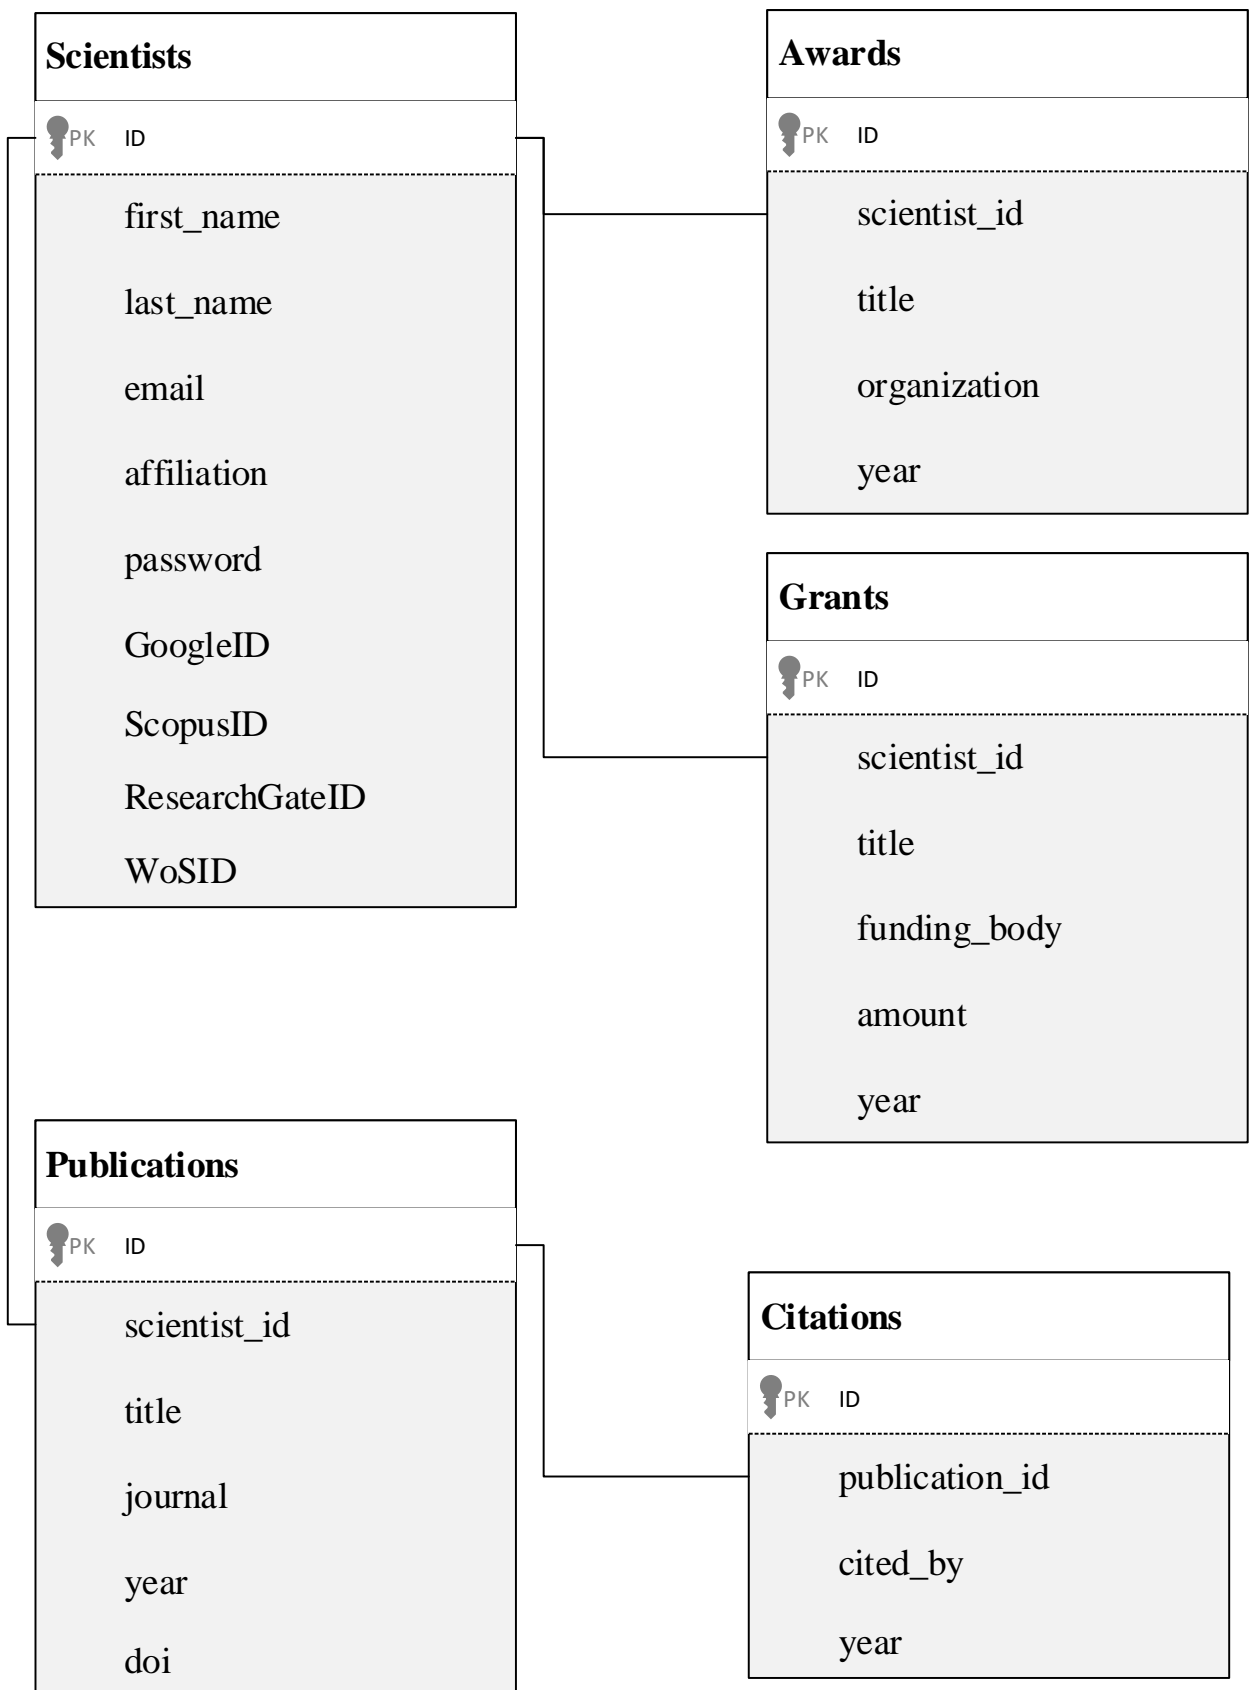 Scientists
PK ID
first_name
last_name
email
affiliation
password
GoogleID
ScopusID
ResearchGateID
WoSID
Awards
PK ID
scientist_id
title
organization
year
Grants
PK ID
scientist_id
title
funding_body
amount
year
Publications
PK ID
scientist_id
title
journal
year
doi
Citations
PK ID
publication_id
cited_by
year